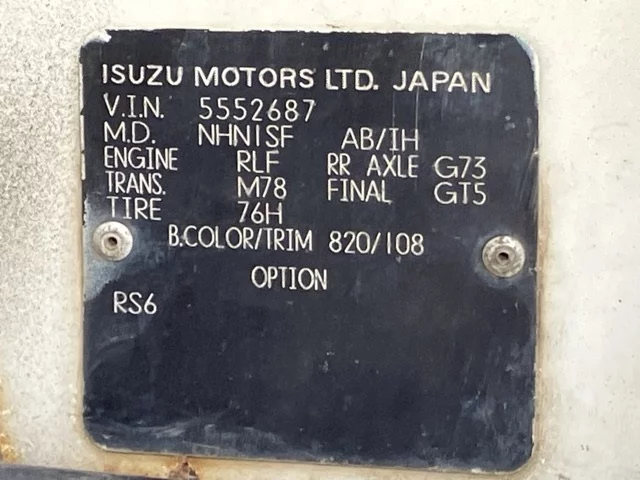 ISUZU MOTORS LTD. JAPAN
V.I.N. 5552687
M.D. NHNISF AB/IH
ENGINE RLF RR AXLE G73
TRANS. M78 FINAL GT5
TIRE 76H
B.COLOR/TRIM 820/108
OPTION
RS6